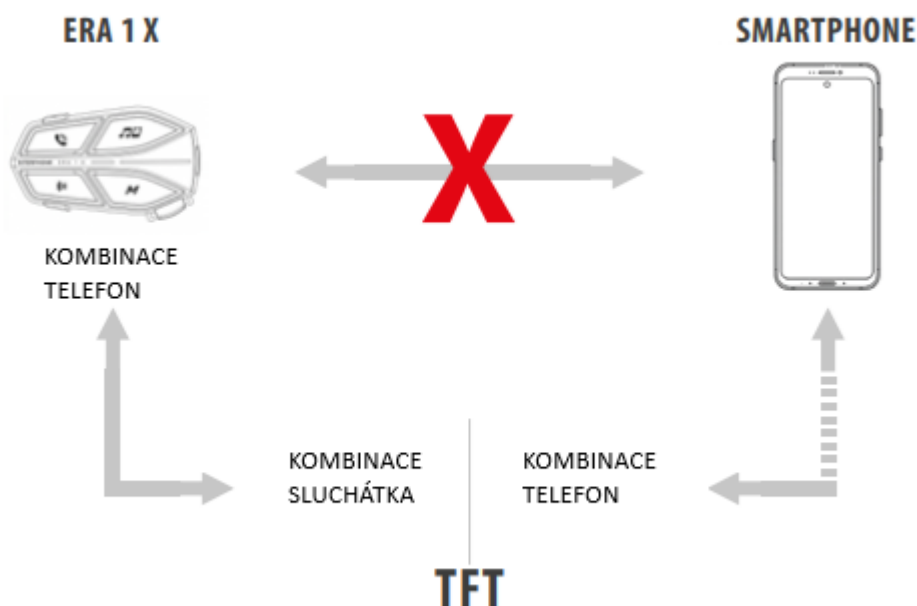 ERA 1 X
SMARTPHONE
X
KOMBINACE
TELEFON
KOMBINACE
SLUCHÁTKA
KOMBINACE
TELEFON
TFT